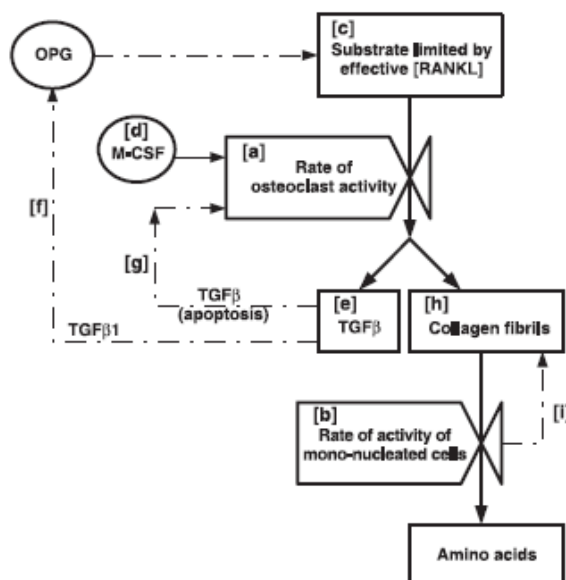 [c]
Substrate limited by
effective [RANKL]
OPG
[d]
M-CSF
[a]
Rate of
osteoclast activity
[f]
[g]
TGFβ
(apoptosis)
TGFβ1
[e]
TGFβ
[h]
Collagen fibrils
[b]
Rate of activity of
mono-nucleated cells
[i]
Amino acids